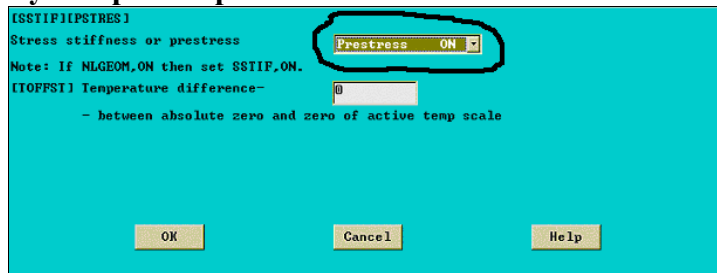 [SSTIF][PSTRES]
Stress stiffness or prestress Prestress ON
Note: If NLGEOM,ON then set SSTIF,ON.
[TOFFST] Temperature difference- 0
- between absolute zero and zero of active temp scale
OK Cancel Help